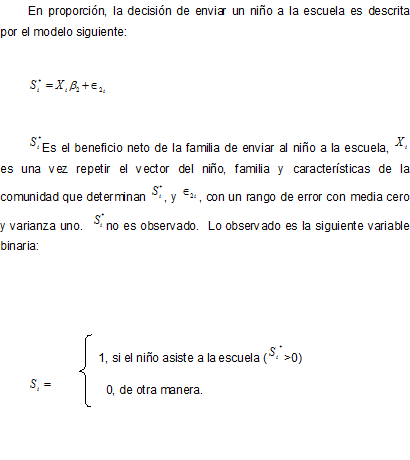 En proporción, la decisión de enviar un niño a la escuela es descrita
por el modelo siguiente:
S*ᵢ = Xᵢ β₂ + ϵ₂ᵢ
S*ᵢ Es el beneficio neto de la familia de enviar al niño a la escuela, Xᵢ
es una vez repetir el vector del niño, familia y características de la
comunidad que determinan S*ᵢ, y ϵ₂ᵢ, con un rango de error con media cero
y varianza uno. S*ᵢ no es observado. Lo observado es la siguiente variable
binaria:
1, si el niño asiste a la escuela (Sᵢ* >0)
Sᵢ =
0, de otra manera.